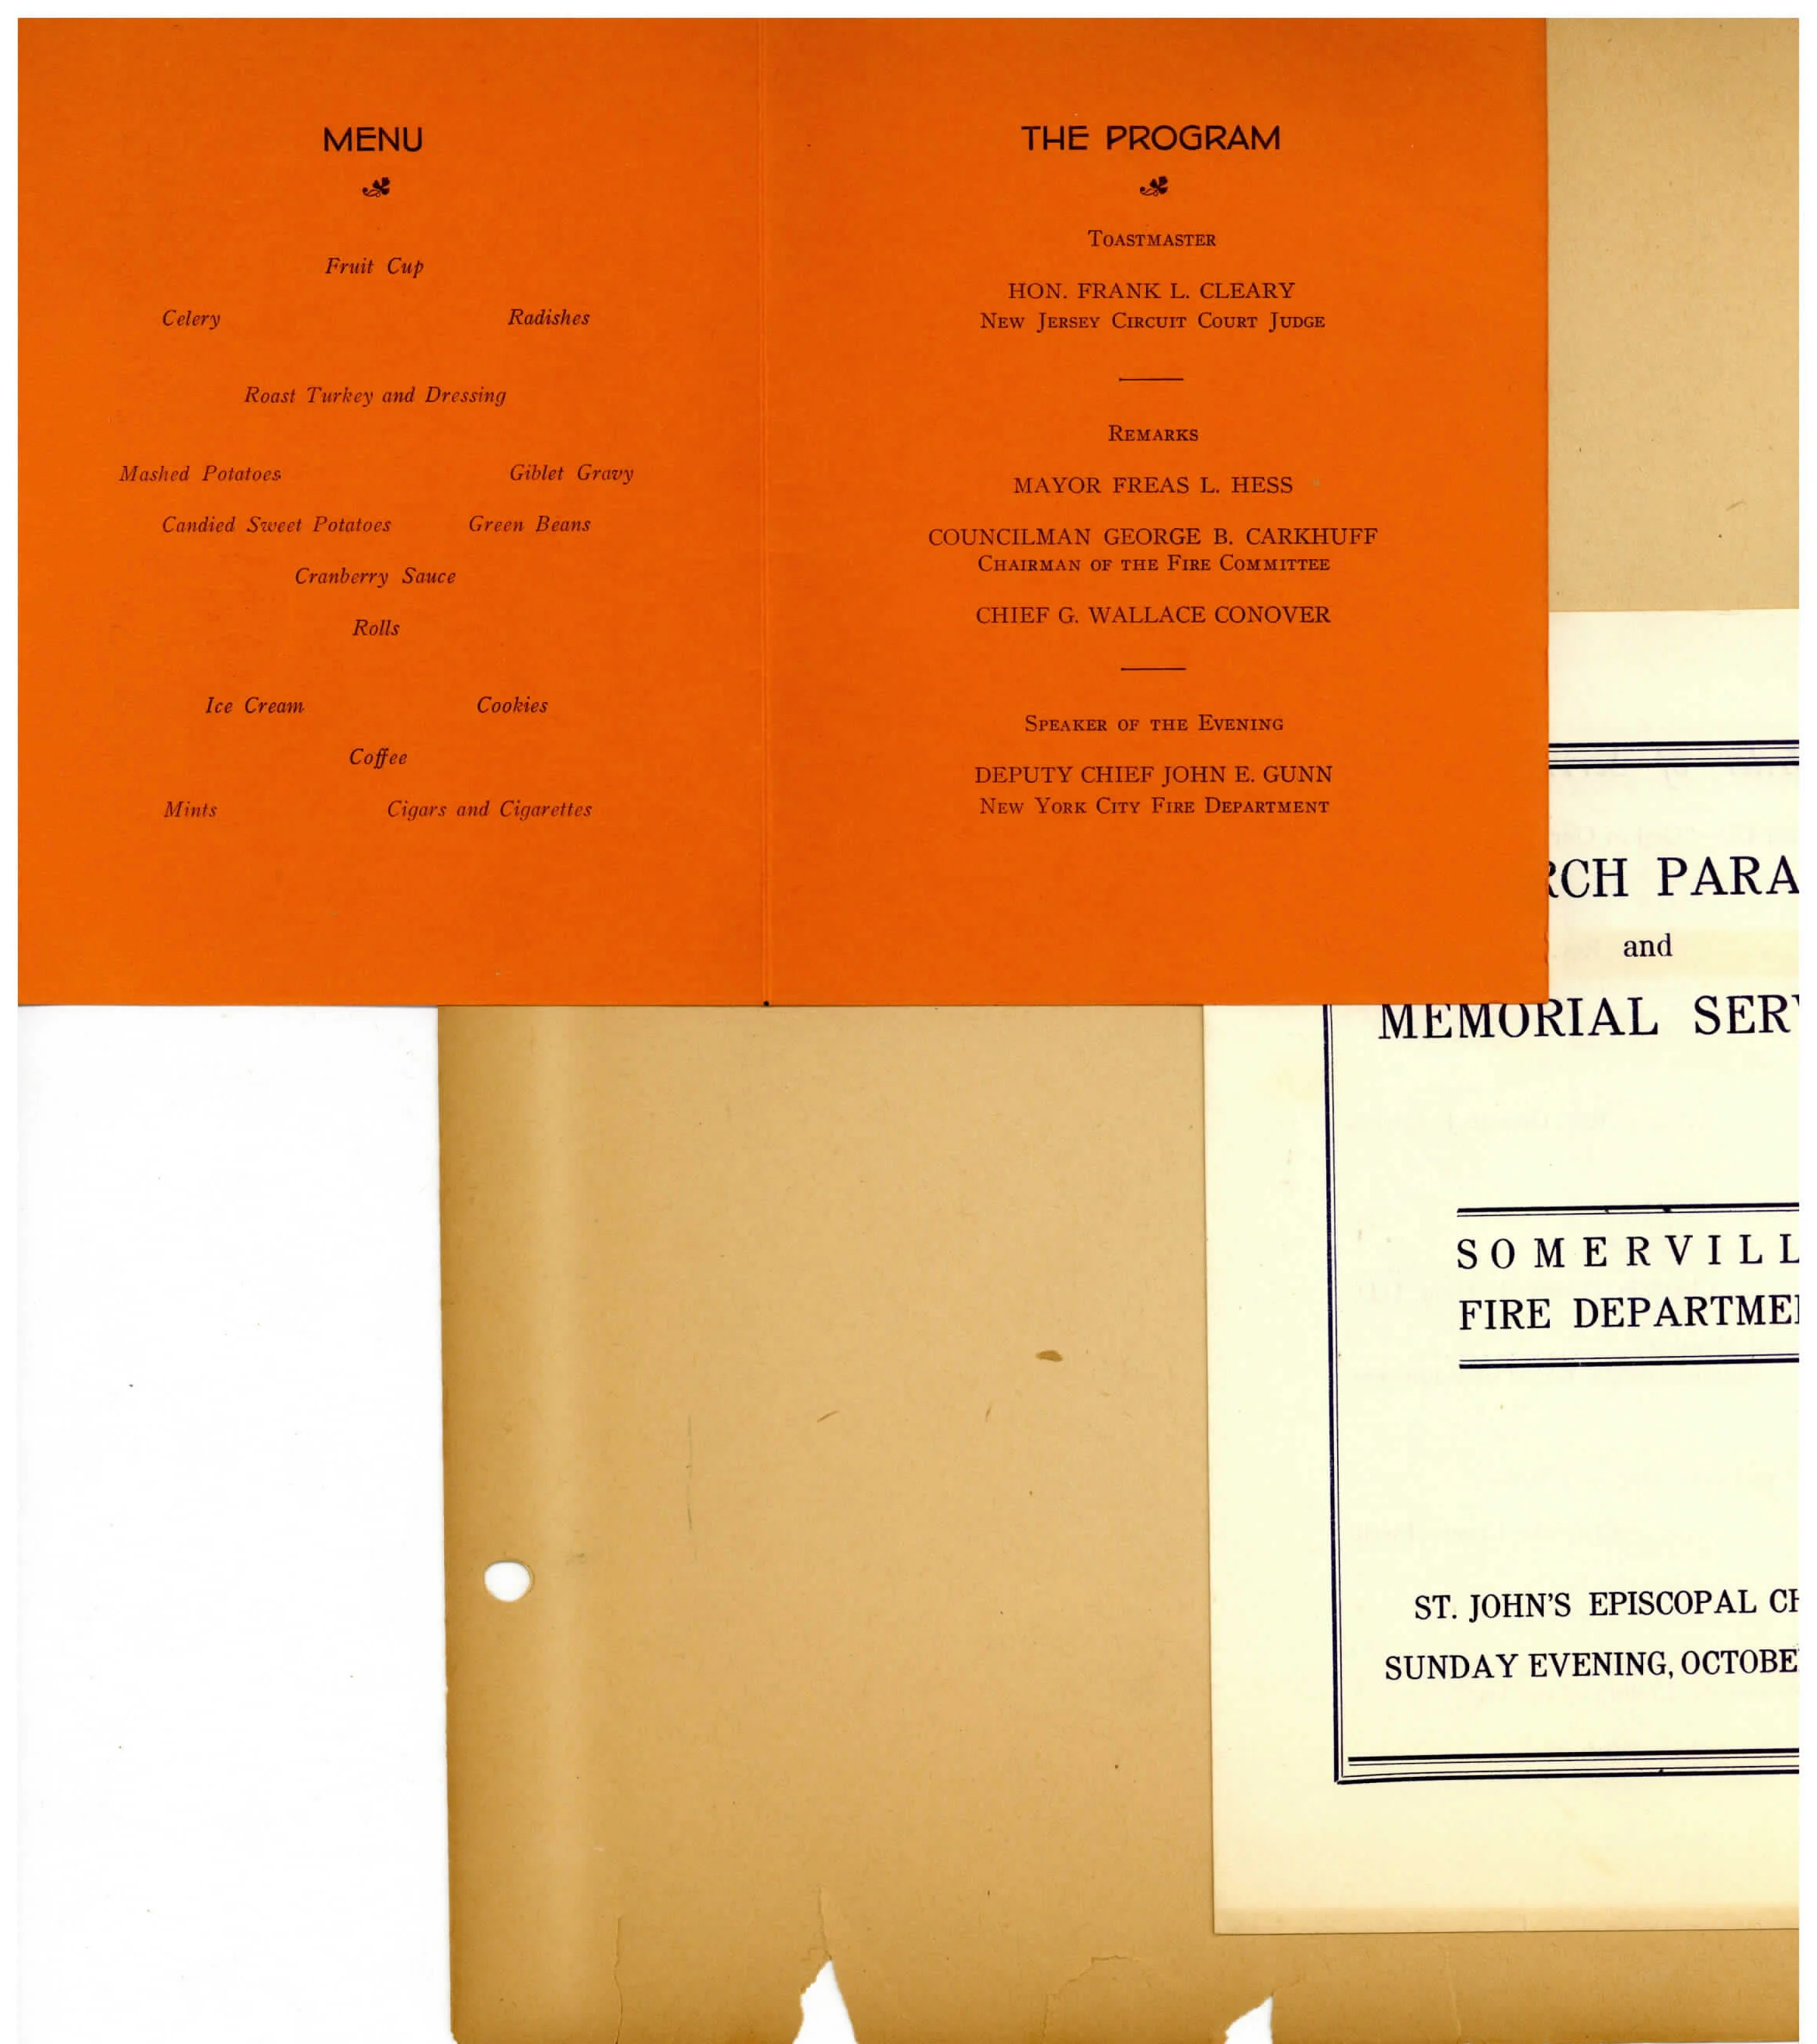 MENU
Fruit Cup
Celery Radishes
Roast Turkey and Dressing
Mashed Potatoes Giblet Gravy
Candied Sweet Potatoes Green Beans
Cranberry Sauce
Rolls
Ice Cream Cookies
Coffee
Mints Cigars and Cigarettes
THE PROGRAM
TOASTMASTER
HON. FRANK L. CLEARY
NEW JERSEY CIRCUIT COURT JUDGE
REMARKS
MAYOR FREAS L. HESS
COUNCILMAN GEORGE B. CARKHUFF
CHAIRMAN OF THE FIRE COMMITTEE
CHIEF G. WALLACE CONOVER
SPEAKER OF THE EVENING
DEPUTY CHIEF JOHN E. GUNN
NEW YORK CITY FIRE DEPARTMENT
RCH PARA
and
MEMORIAL SER
SOMERVILL
FIRE DEPARTME
ST. JOHN'S EPISCOPAL CH
SUNDAY EVENING, OCTOBE